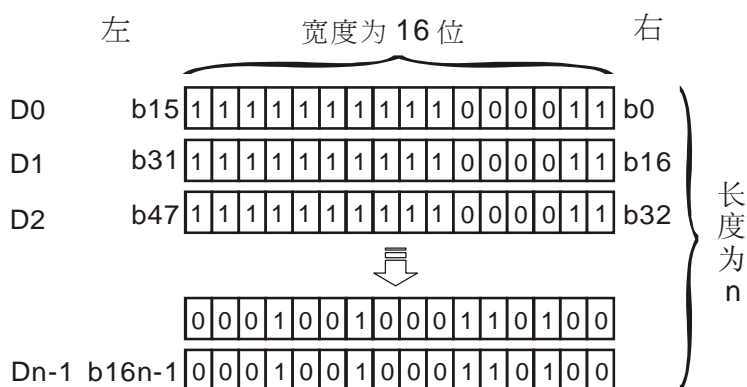 左 宽度为 16 位 右
D0 b15 1 1 1 1 1 1 1 1 1 1 0 0 0 0 1 1 b0
D1 b31 1 1 1 1 1 1 1 1 1 1 0 0 0 0 1 1 b16
D2 b47 1 1 1 1 1 1 1 1 1 1 0 0 0 0 1 1 b32
长度为n
0 0 0 1 0 0 1 0 0 0 1 1 0 1 0 0
Dn-1 b16n-1 0 0 0 1 0 0 1 0 0 0 1 1 0 1 0 0